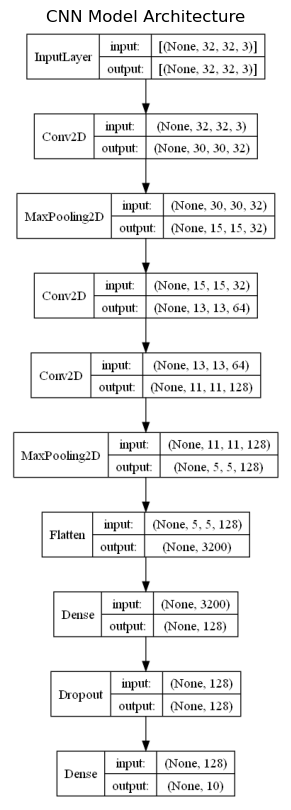 CNN Model Architecture
InputLayer input: [(None, 32, 32, 3)]
output: [(None, 32, 32, 3)]
Conv2D input: (None, 32, 32, 3)
output: (None, 30, 30, 32)
MaxPooling2D input: (None, 30, 30, 32)
output: (None, 15, 15, 32)
Conv2D input: (None, 15, 15, 32)
output: (None, 13, 13, 64)
Conv2D input: (None, 13, 13, 64)
output: (None, 11, 11, 128)
MaxPooling2D input: (None, 11, 11, 128)
output: (None, 5, 5, 128)
Flatten input: (None, 5, 5, 128)
output: (None, 3200)
Dense input: (None, 3200)
output: (None, 128)
Dropout input: (None, 128)
output: (None, 128)
Dense input: (None, 128)
output: (None, 10)